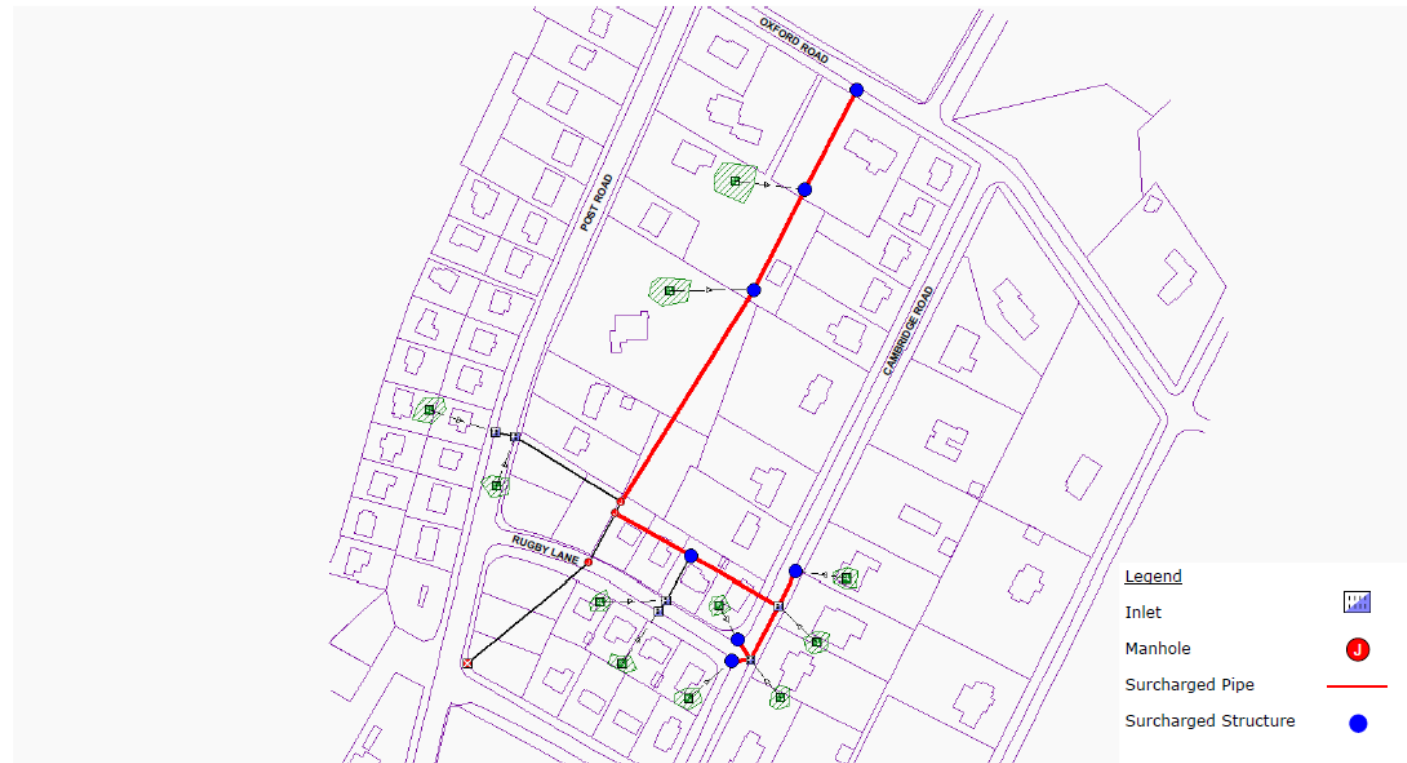 OXFORD ROAD
POST ROAD
CAMBRIDGE ROAD
RUGBY LANE
Legend
Inlet
Manhole
J
Surcharged Pipe
Surcharged Structure